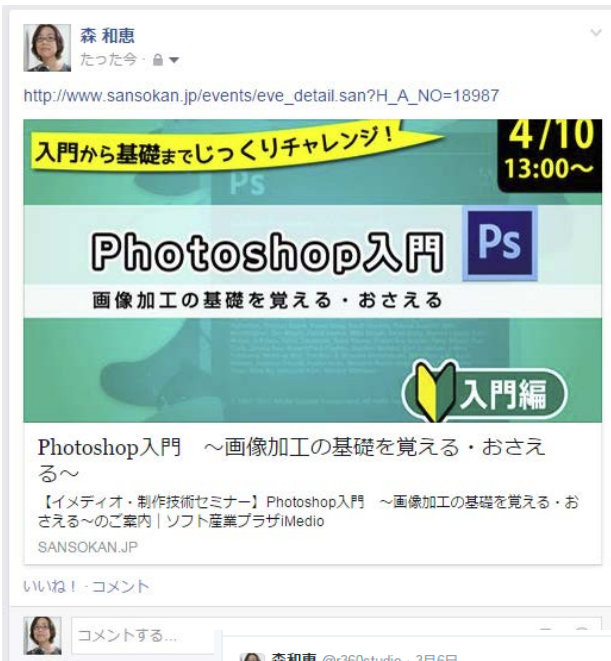 森 和恵
たった今
http://www.sansokan.jp/events/eve_detail.san?H_A_NO=18987
入門から基礎までじっくりチャレンジ！
4/10
13:00～
Ps
Photoshop入門
Ps
画像加工の基礎を覚える・おさえる
入門編
Photoshop入門　～画像加工の基礎を覚える・おさえ
る～
【イメディオ・制作技術セミナー】Photoshop入門　～画像加工の基礎を覚える・お
さえる～のご案内｜ソフト産業プラザiMedio
SANSOKAN.JP
いいね！ · コメント
コメントする...
森和恵 @r360studio · 3月6日